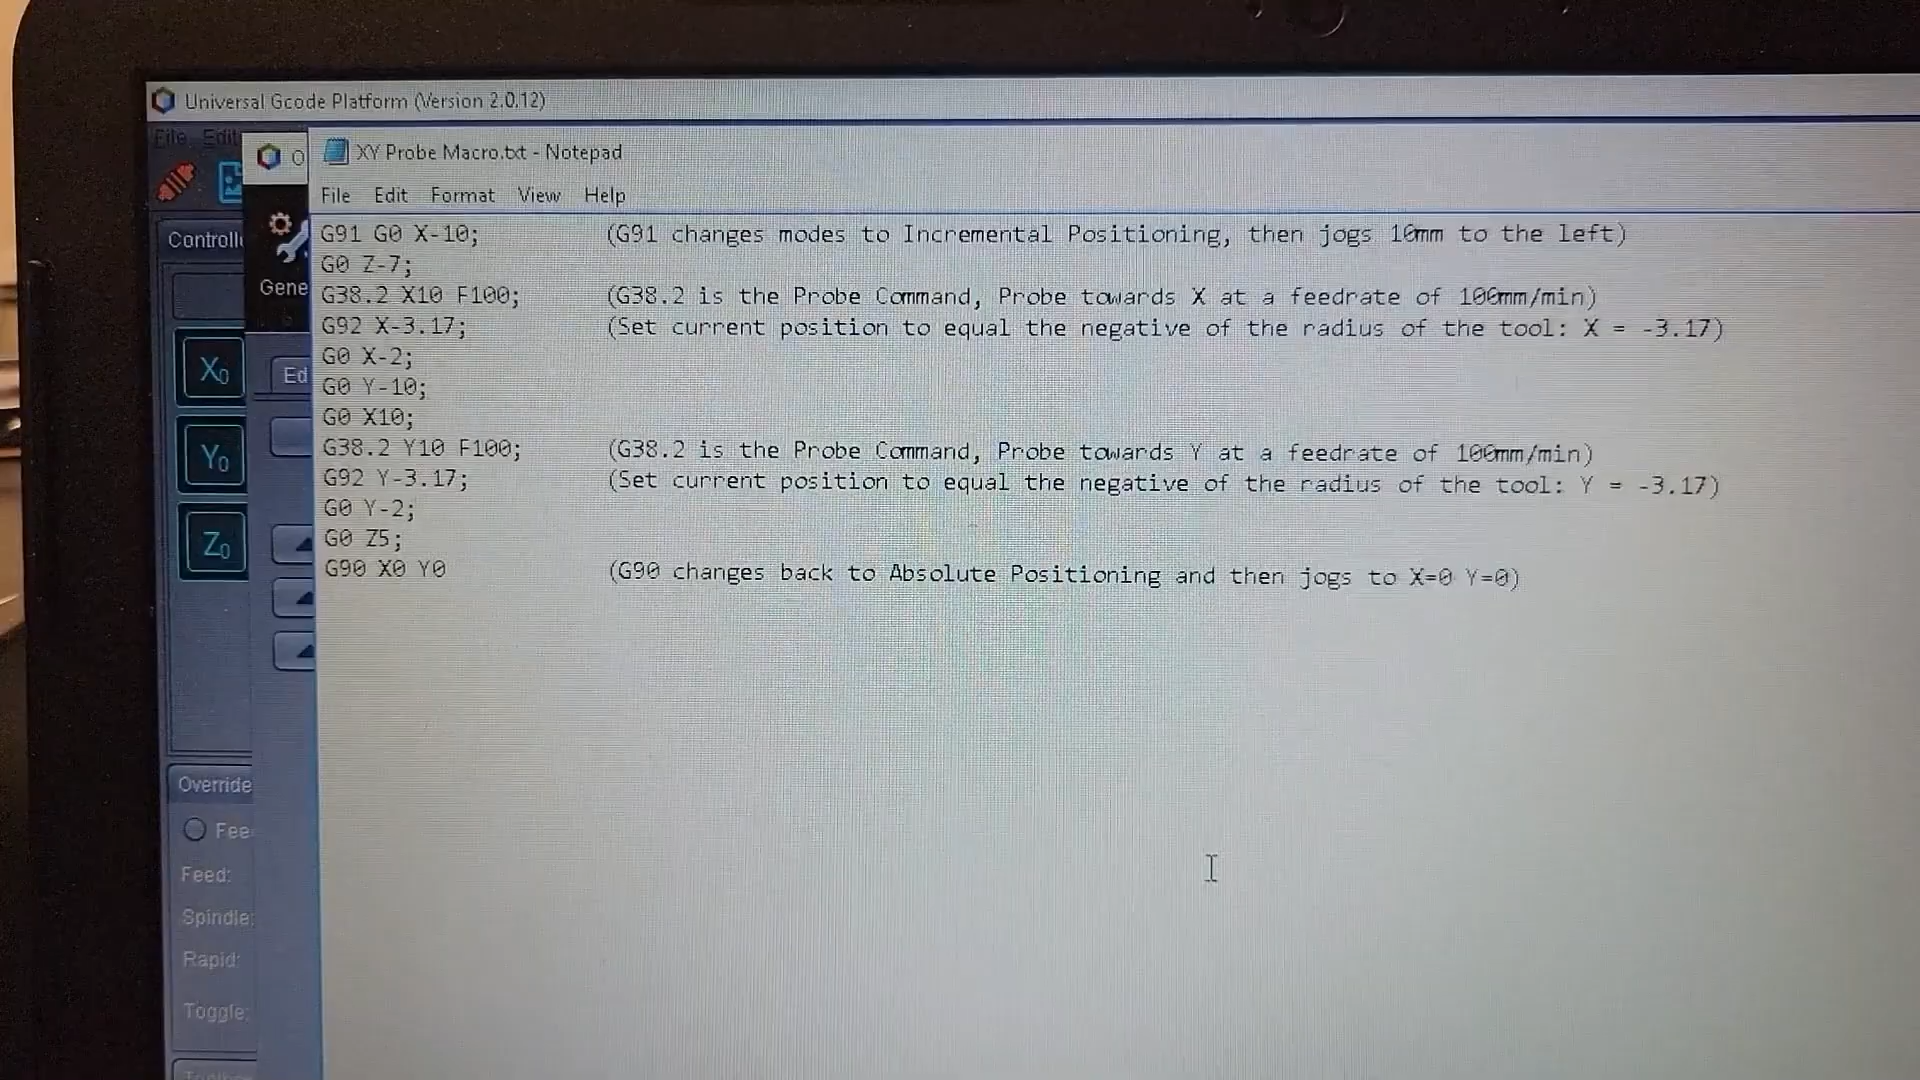 Universal Gcode Platform (Version 2.0.12)
File Edit
O
XY Probe Macro.txt - Notepad
File Edit Format View Help
Controll
Gene
X0
Y0
Z0
Ed
G91 G0 X-10; (G91 changes modes to Incremental Positioning, then jogs 10mm to the left)
G0 Z-7;
G38.2 X10 F100; (G38.2 is the Probe Command, Probe towards X at a feedrate of 100mm/min)
G92 X-3.17; (Set current position to equal the negative of the radius of the tool: X = -3.17)
G0 X-2;
G0 Y-10;
G0 X10;
G38.2 Y10 F100; (G38.2 is the Probe Command, Probe towards Y at a feedrate of 100mm/min)
G92 Y-3.17; (Set current position to equal the negative of the radius of the tool: Y = -3.17)
G0 Y-2;
G0 Z5;
G90 X0 Y0 (G90 changes back to Absolute Positioning and then jogs to X=0 Y=0)
Override
Fee
Feed:
Spindle:
Rapid:
Toggle: